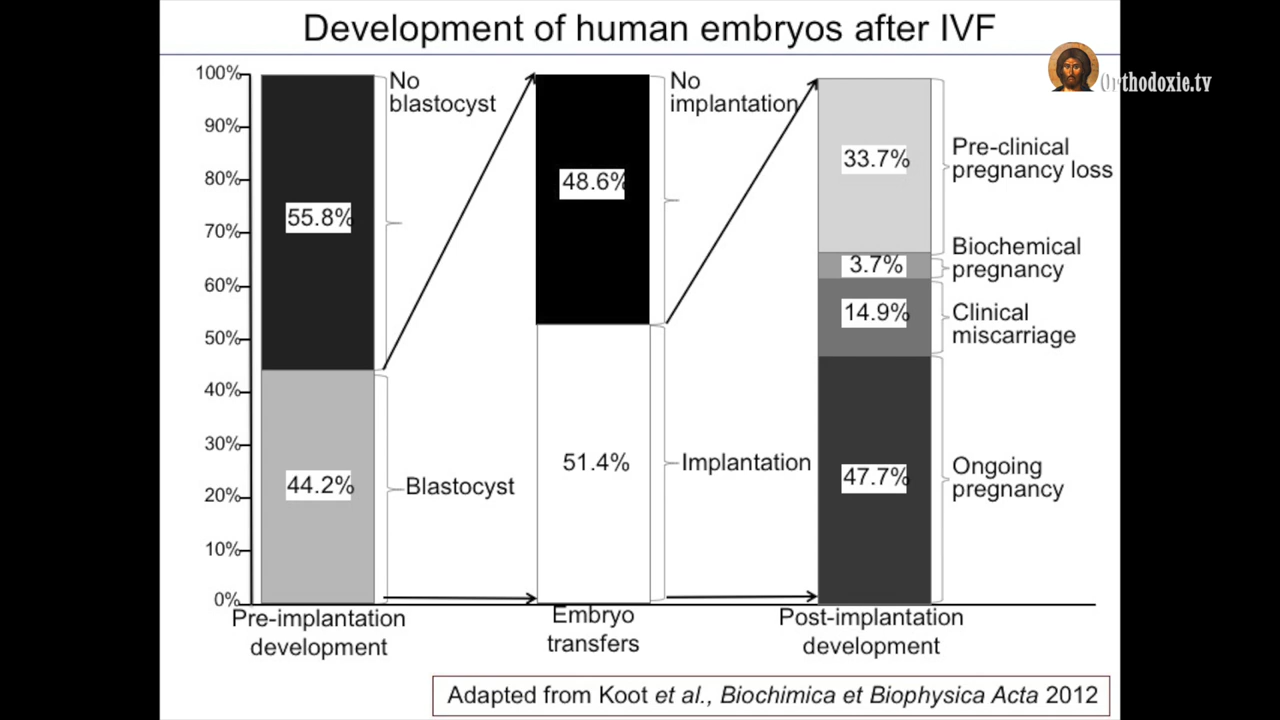 Development of human embryos after IVF
Orthodoxie.tv
100%
90%
80%
70%
60%
50%
40%
30%
20%
10%
0%
No
blastocyst
55.8%
44.2%
Blastocyst
Pre-implantation
development
No
implantation
48.6%
51.4%
Implantation
Embryo
transfers
33.7%
Pre-clinical
pregnancy loss
3.7%
Biochemical
pregnancy
14.9%
Clinical
miscarriage
47.7%
Ongoing
pregnancy
Post-implantation
development
Adapted from Koot et al., Biochimica et Biophysica Acta 2012